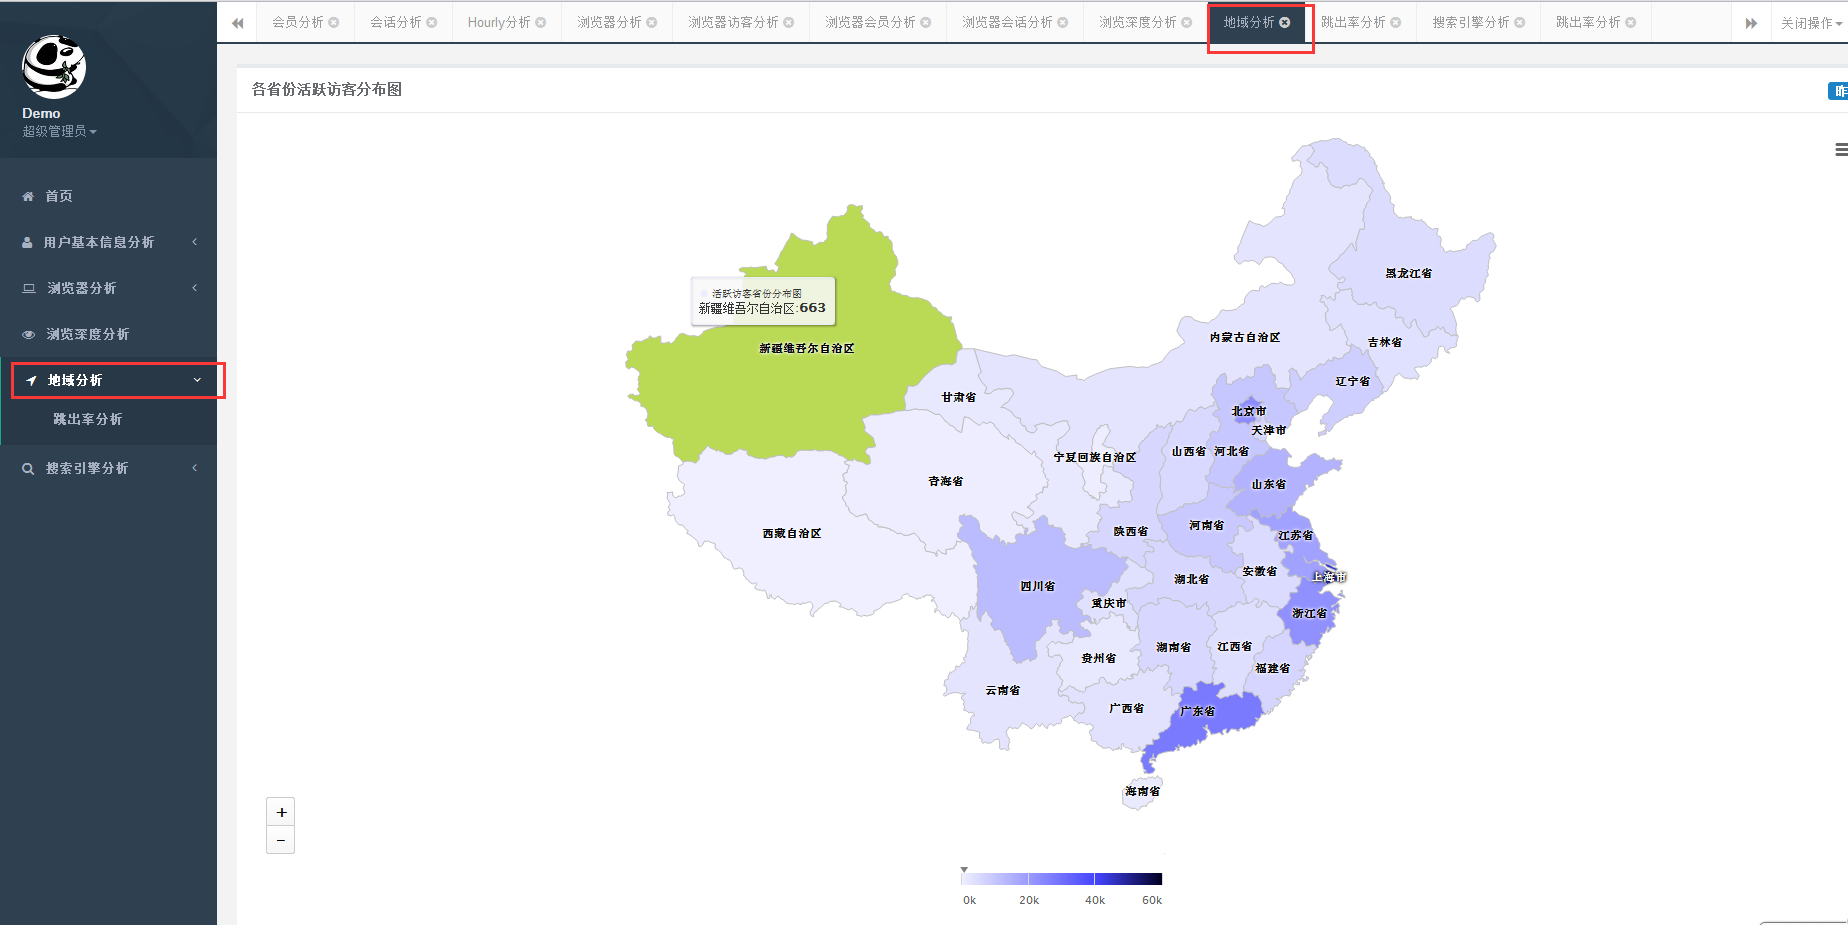 会员分析
会话分析
Hourly分析
浏览器分析
浏览器访客分析
浏览器会员分析
浏览器会话分析
浏览深度分析
地域分析
跳出率分析
搜索引擎分析
跳出率分析
关闭操作
Demo
超级管理员
首页
用户基本信息分析
浏览器分析
浏览深度分析
地域分析
跳出率分析
搜索引擎分析
各省份活跃访客分布图
昨
活跃访客省份分布图
新疆维吾尔自治区:663
新疆维吾尔自治区
黑龙江省
内蒙古自治区
吉林省
辽宁省
甘肃省
北京市
天津市
宁夏回族自治区
山西省
河北省
青海省
山东省
西藏自治区
陕西省
河南省
江苏省
四川省
湖北省
安徽省
上海市
重庆市
浙江省
贵州省
湖南省
江西省
福建省
云南省
广西省
广东省
海南省
+
−
0k
20k
40k
60k